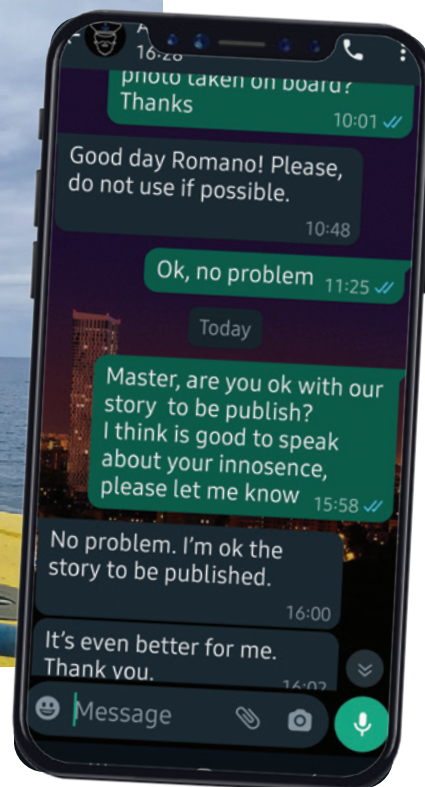 16:28
photo taken on board?
Thanks
10:01
Good day Romano! Please,
do not use if possible.
10:48
Ok, no problem 11:25
Today
Master, are you ok with our
story to be publish?
I think is good to speak
about your innosence,
please let me know 15:58
No problem. I'm ok the
story to be published.
16:00
It's even better for me.
Thank you.
16:02
Message